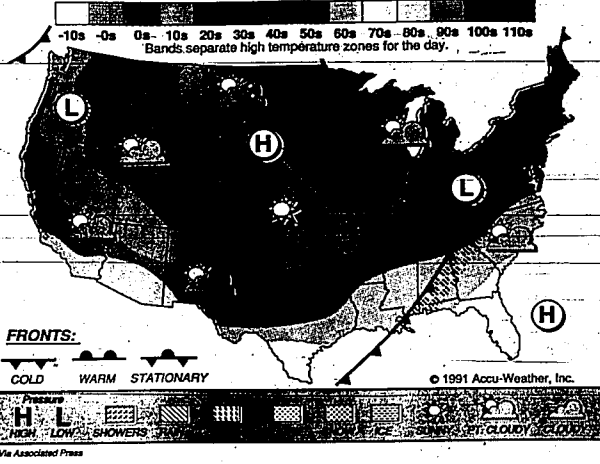 -10s -0s 0s 10s 20s 30s 40s 50s 60s 70s 80s 90s 100s 110s
Bands separate high temperature zones for the day.
L
H
L
H
FRONTS:
COLD WARM STATIONARY
© 1991 Accu-Weather, Inc.
Pressure
H L
HIGH LOW SHOWERS RAIN ICE SUNNY PT. CLOUDY CLOUDY
Via Associated Press